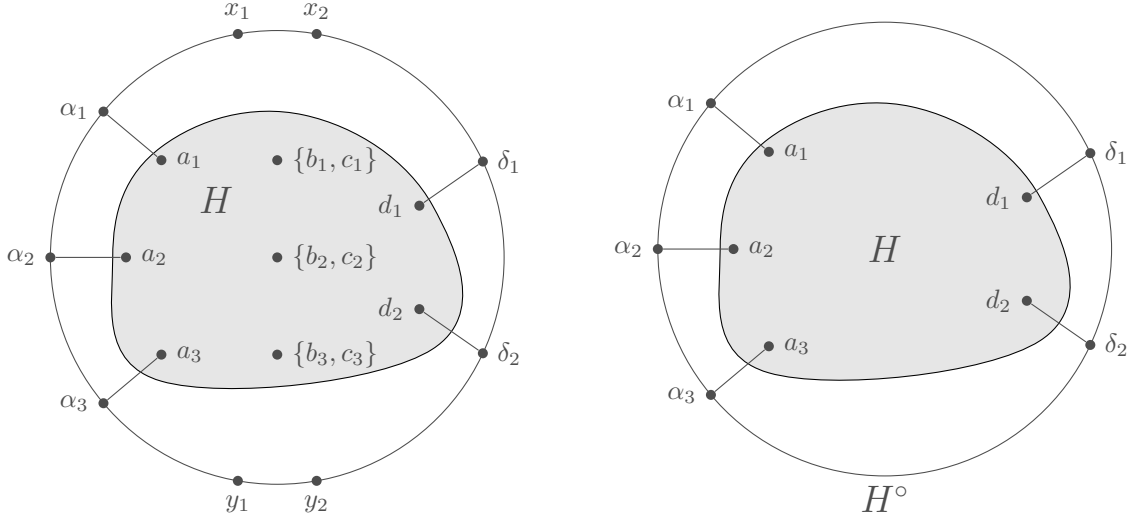 x₁ x₂
α₁ α₁
a₁ {b₁, c₁} δ₁ a₁ δ₁
H d₁ d₁
α₂ a₂ {b₂, c₂} α₂ a₂ H
d₂ d₂
a₃ {b₃, c₃} δ₂ a₃ δ₂
α₃ α₃
y₁ y₂ H°